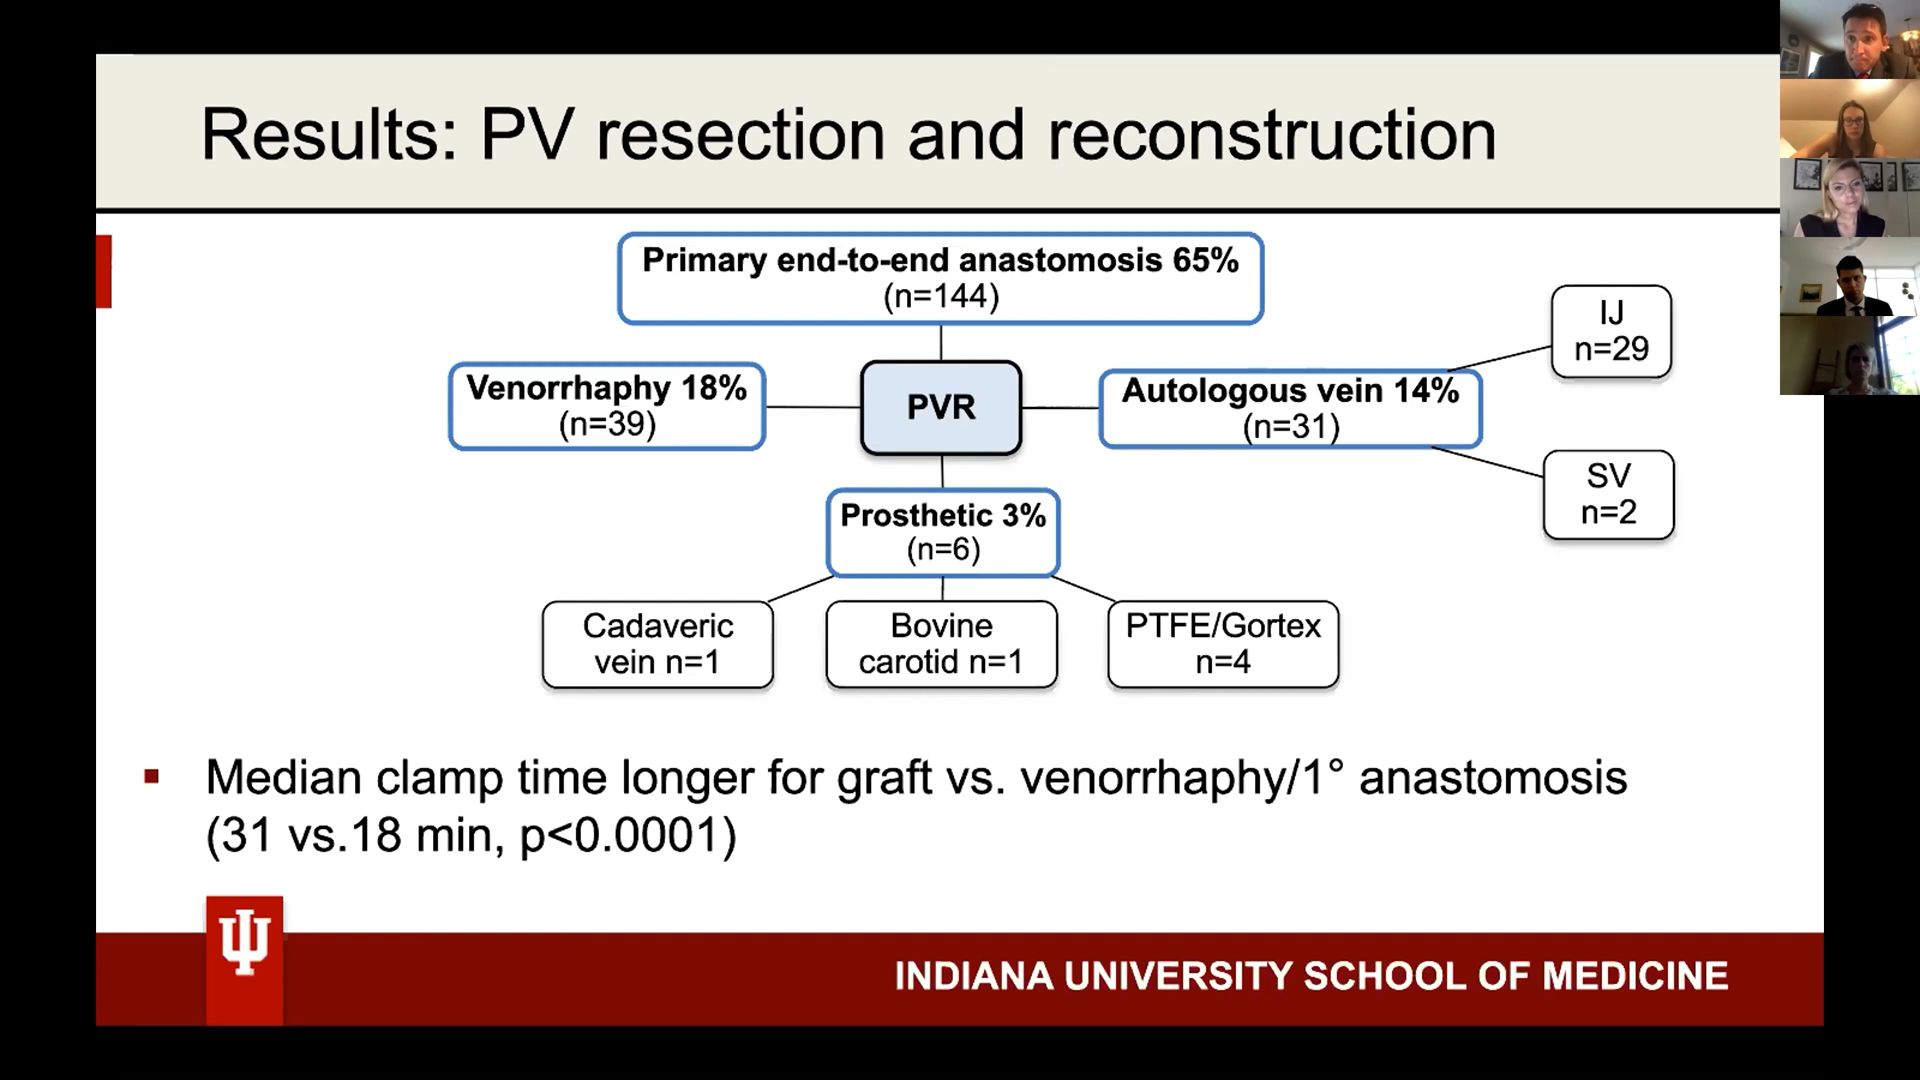 Results: PV resection and reconstruction
Primary end-to-end anastomosis 65%
(n=144)
IJ
n=29
Venorrhaphy 18%
(n=39)
PVR
Autologous vein 14%
(n=31)
SV
n=2
Prosthetic 3%
(n=6)
Cadaveric
vein n=1
Bovine
carotid n=1
PTFE/Gortex
n=4
Median clamp time longer for graft vs. venorrhaphy/1° anastomosis
(31 vs.18 min, p<0.0001)
INDIANA UNIVERSITY SCHOOL OF MEDICINE